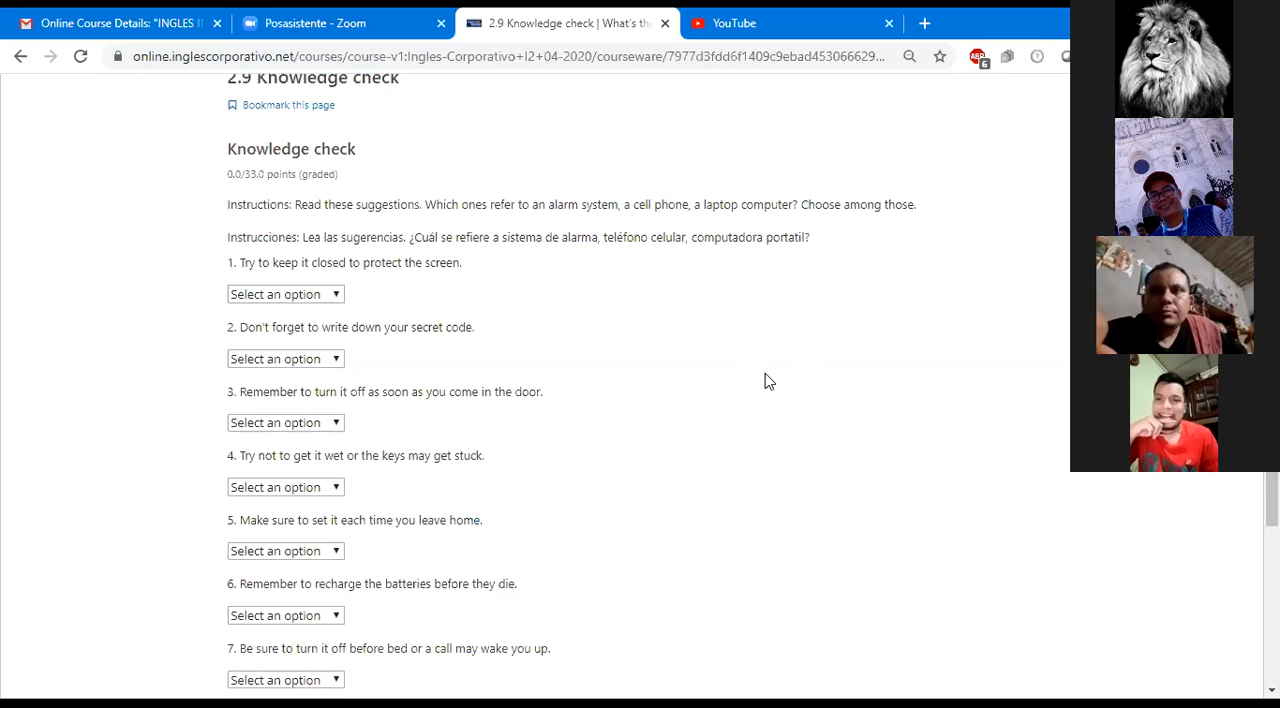 Online Course Details: "INGLES I
Posasistente - Zoom
2.9 Knowledge check | What's th
YouTube
online.inglescorporativo.net/courses/course-v1:Ingles-Corporativo+I2+04-2020/courseware/7977d3fdd6f1409c9ebad453066629...
ABP
6
2.9 Knowledge check
Bookmark this page
Knowledge check
0.0/33.0 points (graded)
Instructions: Read these suggestions. Which ones refer to an alarm system, a cell phone, a laptop computer? Choose among those.
Instrucciones: Lea las sugerencias. ¿Cuál se refiere a sistema de alarma, teléfono celular, computadora portatil?
1. Try to keep it closed to protect the screen.
Select an option
2. Don't forget to write down your secret code.
Select an option
3. Remember to turn it off as soon as you come in the door.
Select an option
4. Try not to get it wet or the keys may get stuck.
Select an option
5. Make sure to set it each time you leave home.
Select an option
6. Remember to recharge the batteries before they die.
Select an option
7. Be sure to turn it off before bed or a call may wake you up.
Select an option